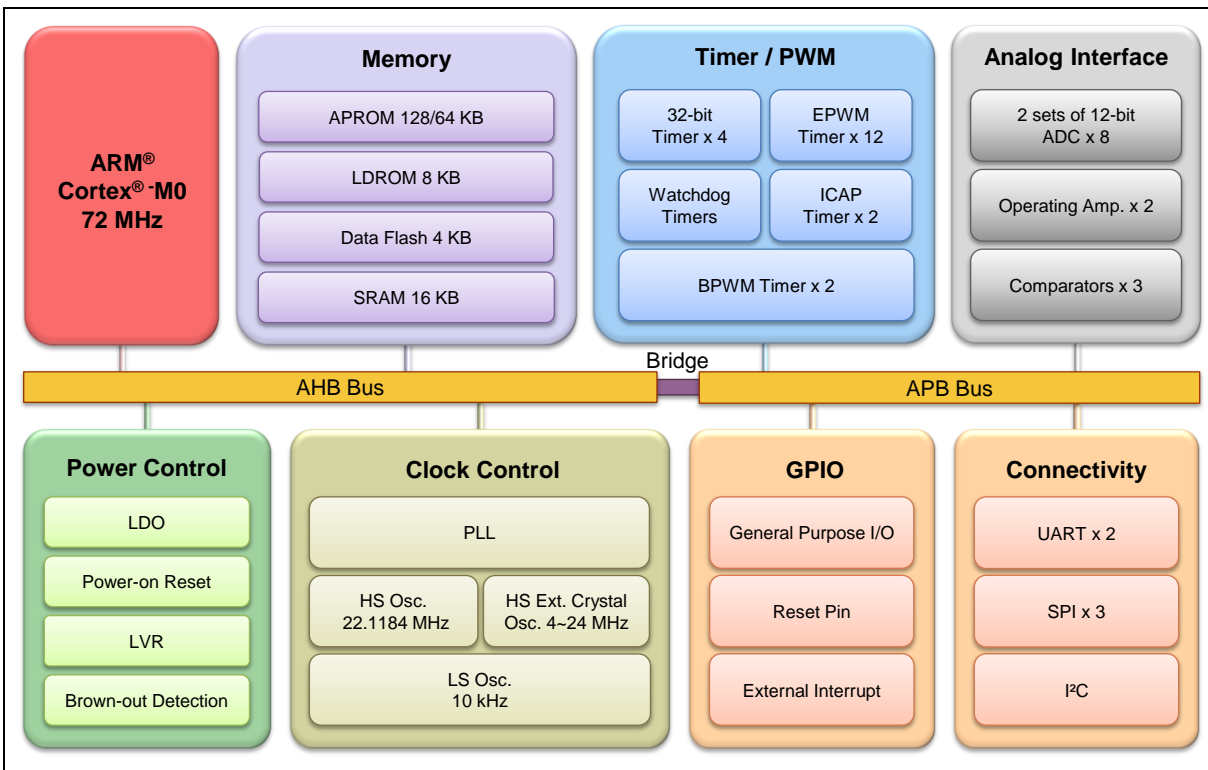 ARM®
Cortex® -M0
72 MHz
Memory
APROM 128/64 KB
LDROM 8 KB
Data Flash 4 KB
SRAM 16 KB
Timer / PWM
32-bit
Timer x 4
EPWM
Timer x 12
Watchdog
Timers
ICAP
Timer x 2
BPWM Timer x 2
Analog Interface
2 sets of 12-bit
ADC x 8
Operating Amp. x 2
Comparators x 3
AHB Bus
Bridge
APB Bus
Power Control
LDO
Power-on Reset
LVR
Brown-out Detection
Clock Control
PLL
HS Osc.
22.1184 MHz
HS Ext. Crystal
Osc. 4~24 MHz
LS Osc.
10 kHz
GPIO
General Purpose I/O
Reset Pin
External Interrupt
Connectivity
UART x 2
SPI x 3
I²C